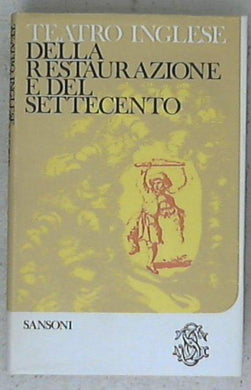 TEATRO INGLESE
DELLA
RESTAURAZIONE
E DEL
SETTECENTO
SANSONI